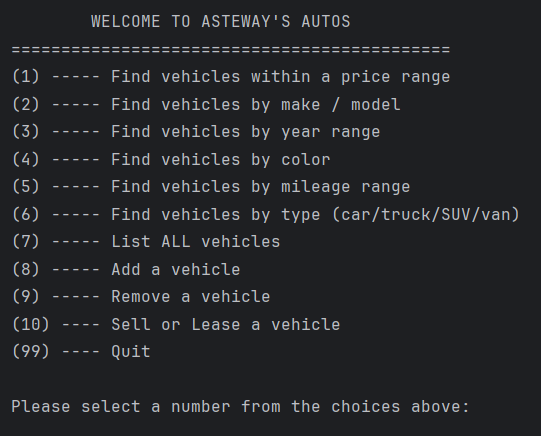 WELCOME TO ASTEWAY'S AUTOS
============================================
(1) ----- Find vehicles within a price range
(2) ----- Find vehicles by make / model
(3) ----- Find vehicles by year range
(4) ----- Find vehicles by color
(5) ----- Find vehicles by mileage range
(6) ----- Find vehicles by type (car/truck/SUV/van)
(7) ----- List ALL vehicles
(8) ----- Add a vehicle
(9) ----- Remove a vehicle
(10) ---- Sell or Lease a vehicle
(99) ---- Quit
Please select a number from the choices above: